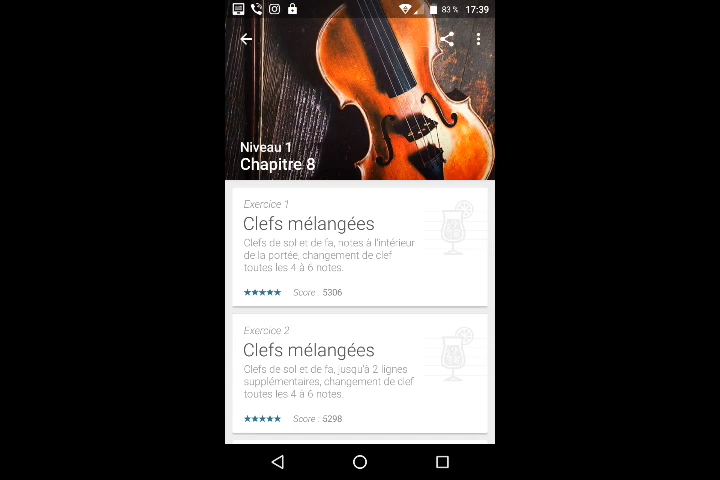 83 % 17:39
Niveau 1
Chapitre 8
Exercice 1
Clefs mélangées
Clefs de sol et de fa, notes à l'intérieur
de la portée, changement de clef
toutes les 4 à 6 notes.
Score : 5306
Exercice 2
Clefs mélangées
Clefs de sol et de fa, jusqu'à 2 lignes
supplémentaires, changement de clef
toutes les 4 à 6 notes.
Score : 5298